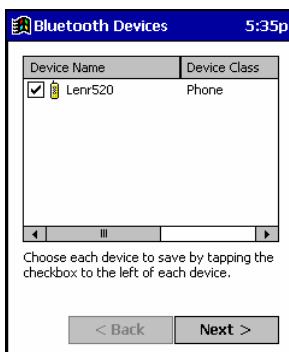 Bluetooth Devices 5:35p
Device Name Device Class
Lenr520 Phone
Choose each device to save by tapping the
checkbox to the left of each device.
< Back Next >